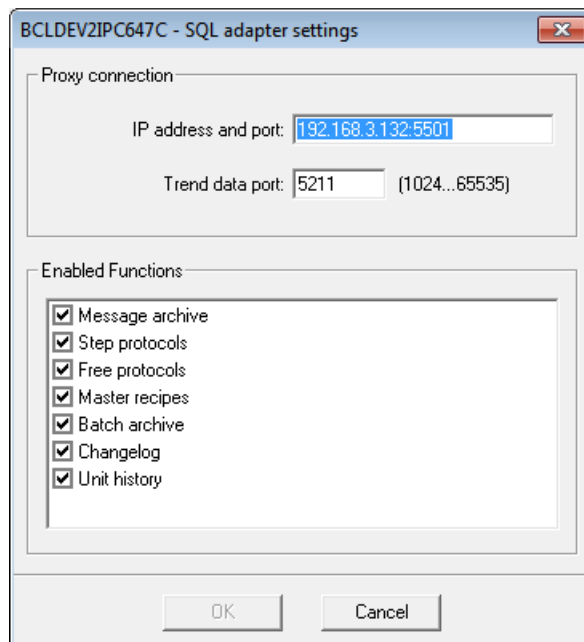 BCLDEV2IPC647C - SQL adapter settings
Proxy connection
IP address and port: 192.168.3.132:5501
Trend data port: 5211 (1024...65535)
Enabled Functions
Message archive
Step protocols
Free protocols
Master recipes
Batch archive
Changelog
Unit history
OK Cancel